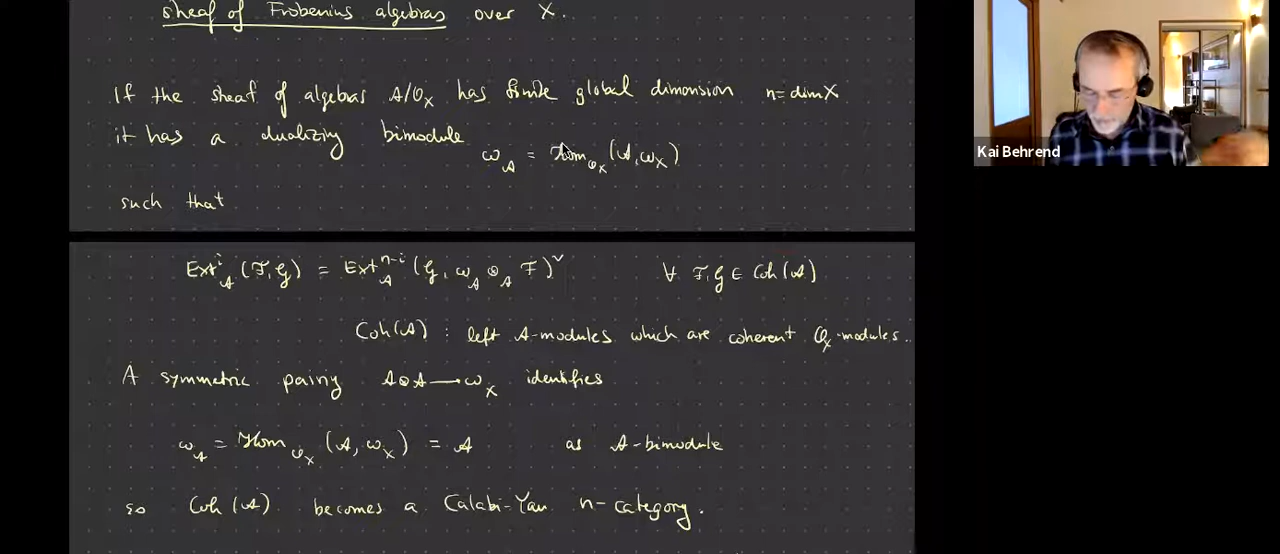 sheaf of Frobenius algebras over X.
If the sheaf of algebras A/O_X has finite global dimension n = dim X
it has a dualizing bimodule
ω_A = Hom_{O_X}(A, ω_X)
such that
Ext^i_A(F, G) = Ext^{n-i}_A(G, ω_A ⊗_A F)^∨ ∀ F, G ∈ Coh(A)
Coh(A) : left A-modules which are coherent O_X-modules..
A symmetric pairing A⊗A → ω_X identifies
ω_A = Hom_{O_X}(A, ω_X) = A as A-bimodule
so Coh(A) becomes a Calabi-Yau n-category.
Kai Behrend